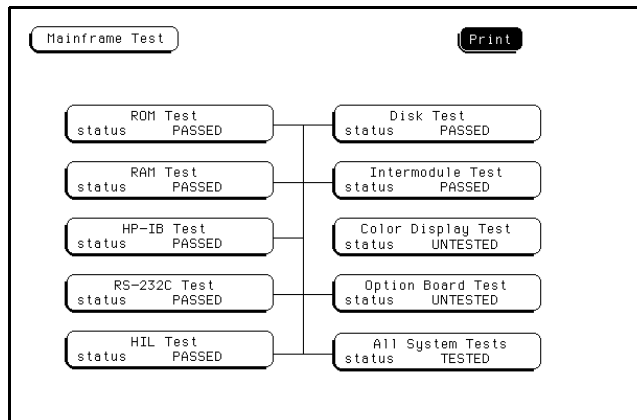 Mainframe Test
Print
ROM Test
status PASSED
Disk Test
status PASSED
RAM Test
status PASSED
Intermodule Test
status PASSED
HP-IB Test
status PASSED
Color Display Test
status UNTESTED
RS-232C Test
status PASSED
Option Board Test
status UNTESTED
HIL Test
status PASSED
All System Tests
status TESTED